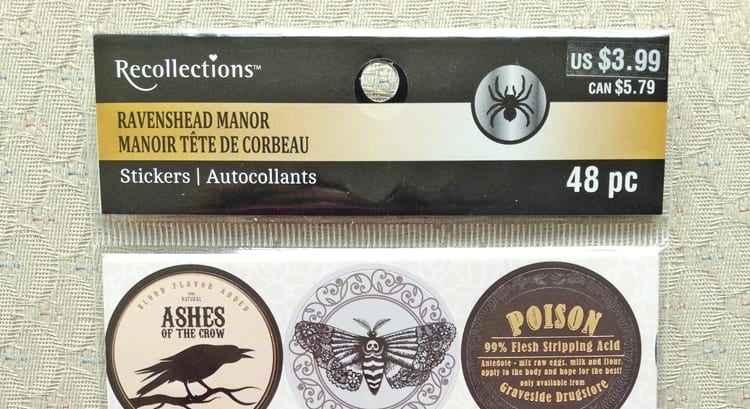 Recollections™
US $3.99
CAN $5.79
RAVENSHEAD MANOR
MANOIR TÊTE DE CORBEAU
Stickers | Autocollants
48 pc
BLOOD FLAVOR ADDED
NATURAL
ASHES
OF THE CROW
POISON
99% Flesh Stripping Acid
Antedote - mix raw eggs, milk and flour
apply to the body and hope for the best!
only available from
Graveside Drugstore